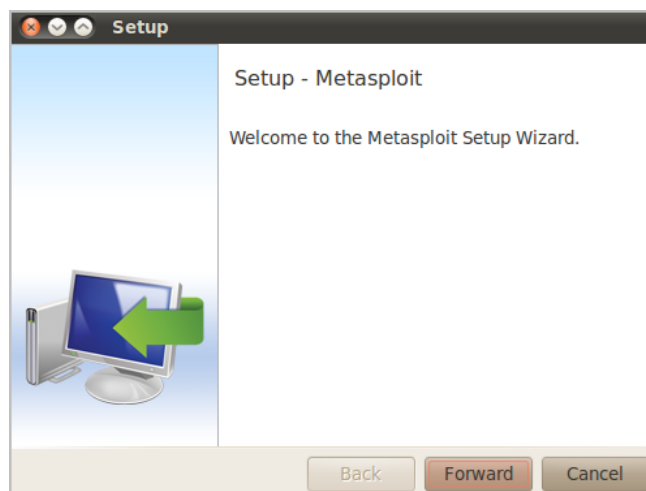 Setup
Setup - Metasploit
Welcome to the Metasploit Setup Wizard.
Back
Forward
Cancel